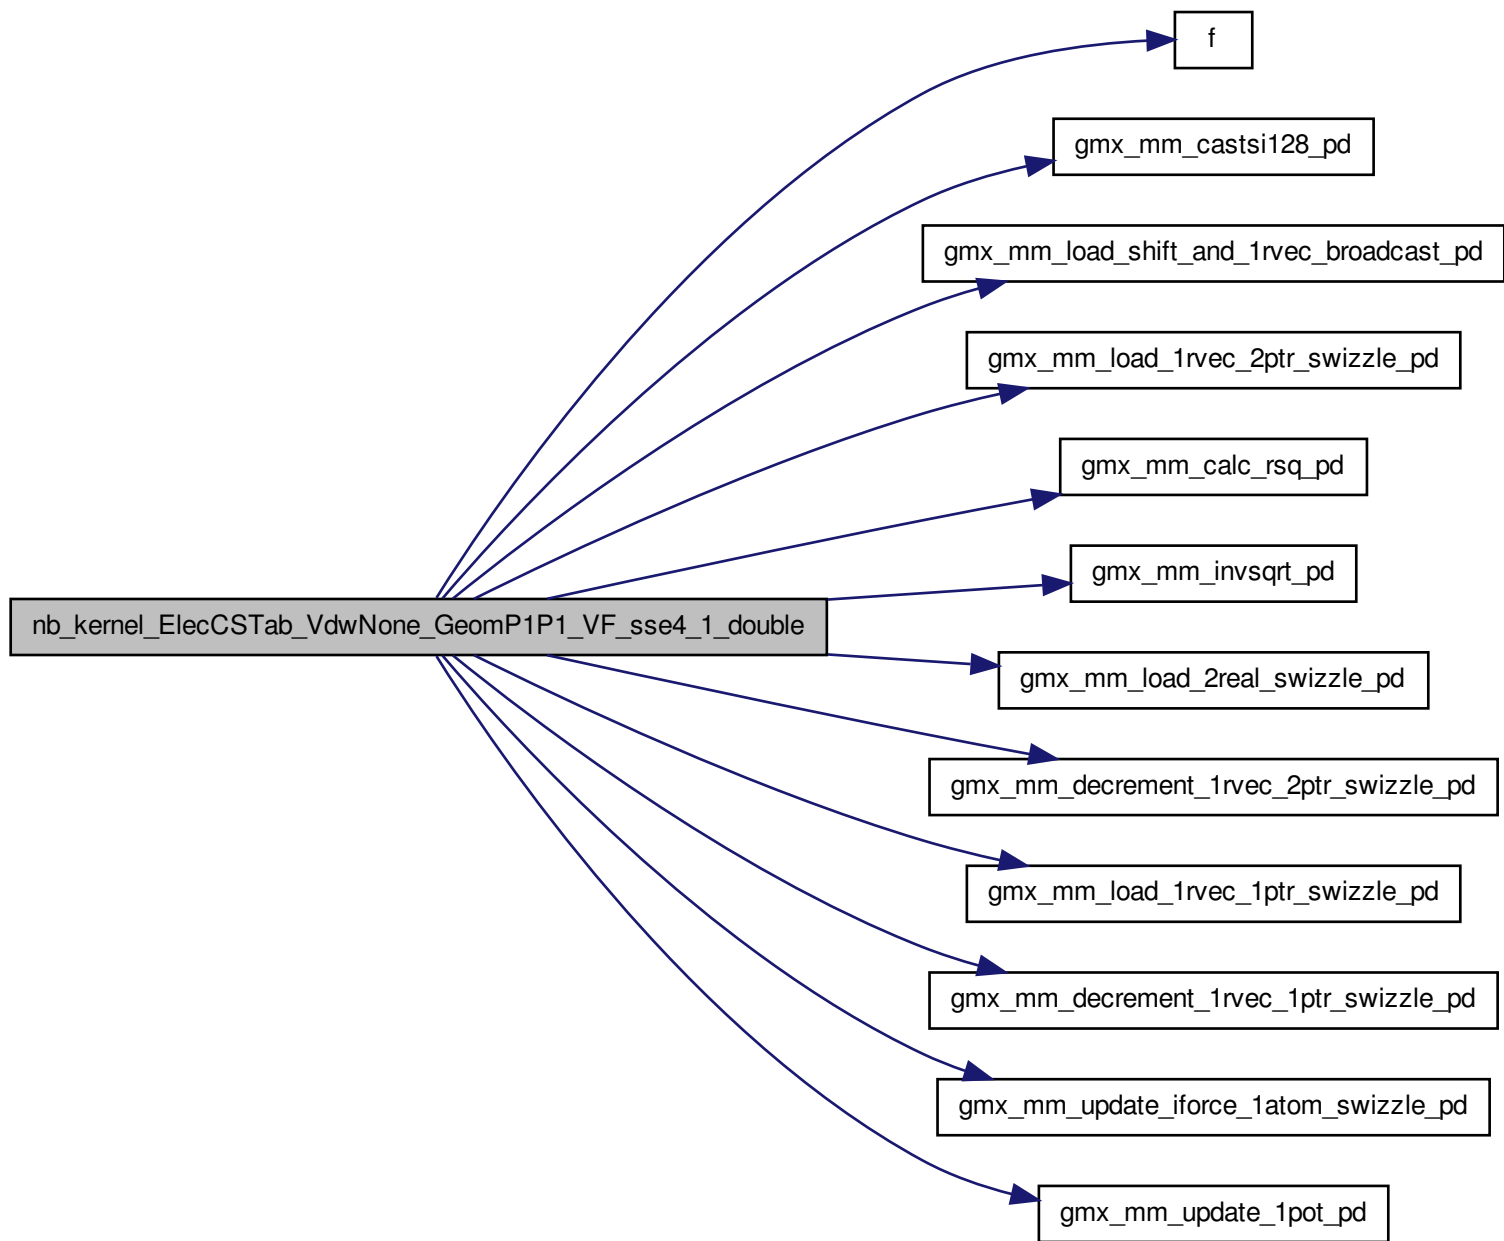 f
gmx_mm_castsi128_pd
gmx_mm_load_shift_and_1rvec_broadcast_pd
gmx_mm_load_1rvec_2ptr_swizzle_pd
gmx_mm_calc_rsq_pd
gmx_mm_invsqrt_pd
nb_kernel_ElecCSTab_VdwNone_GeomP1P1_VF_sse4_1_double
gmx_mm_load_2real_swizzle_pd
gmx_mm_decrement_1rvec_2ptr_swizzle_pd
gmx_mm_load_1rvec_1ptr_swizzle_pd
gmx_mm_decrement_1rvec_1ptr_swizzle_pd
gmx_mm_update_iforce_1atom_swizzle_pd
gmx_mm_update_1pot_pd